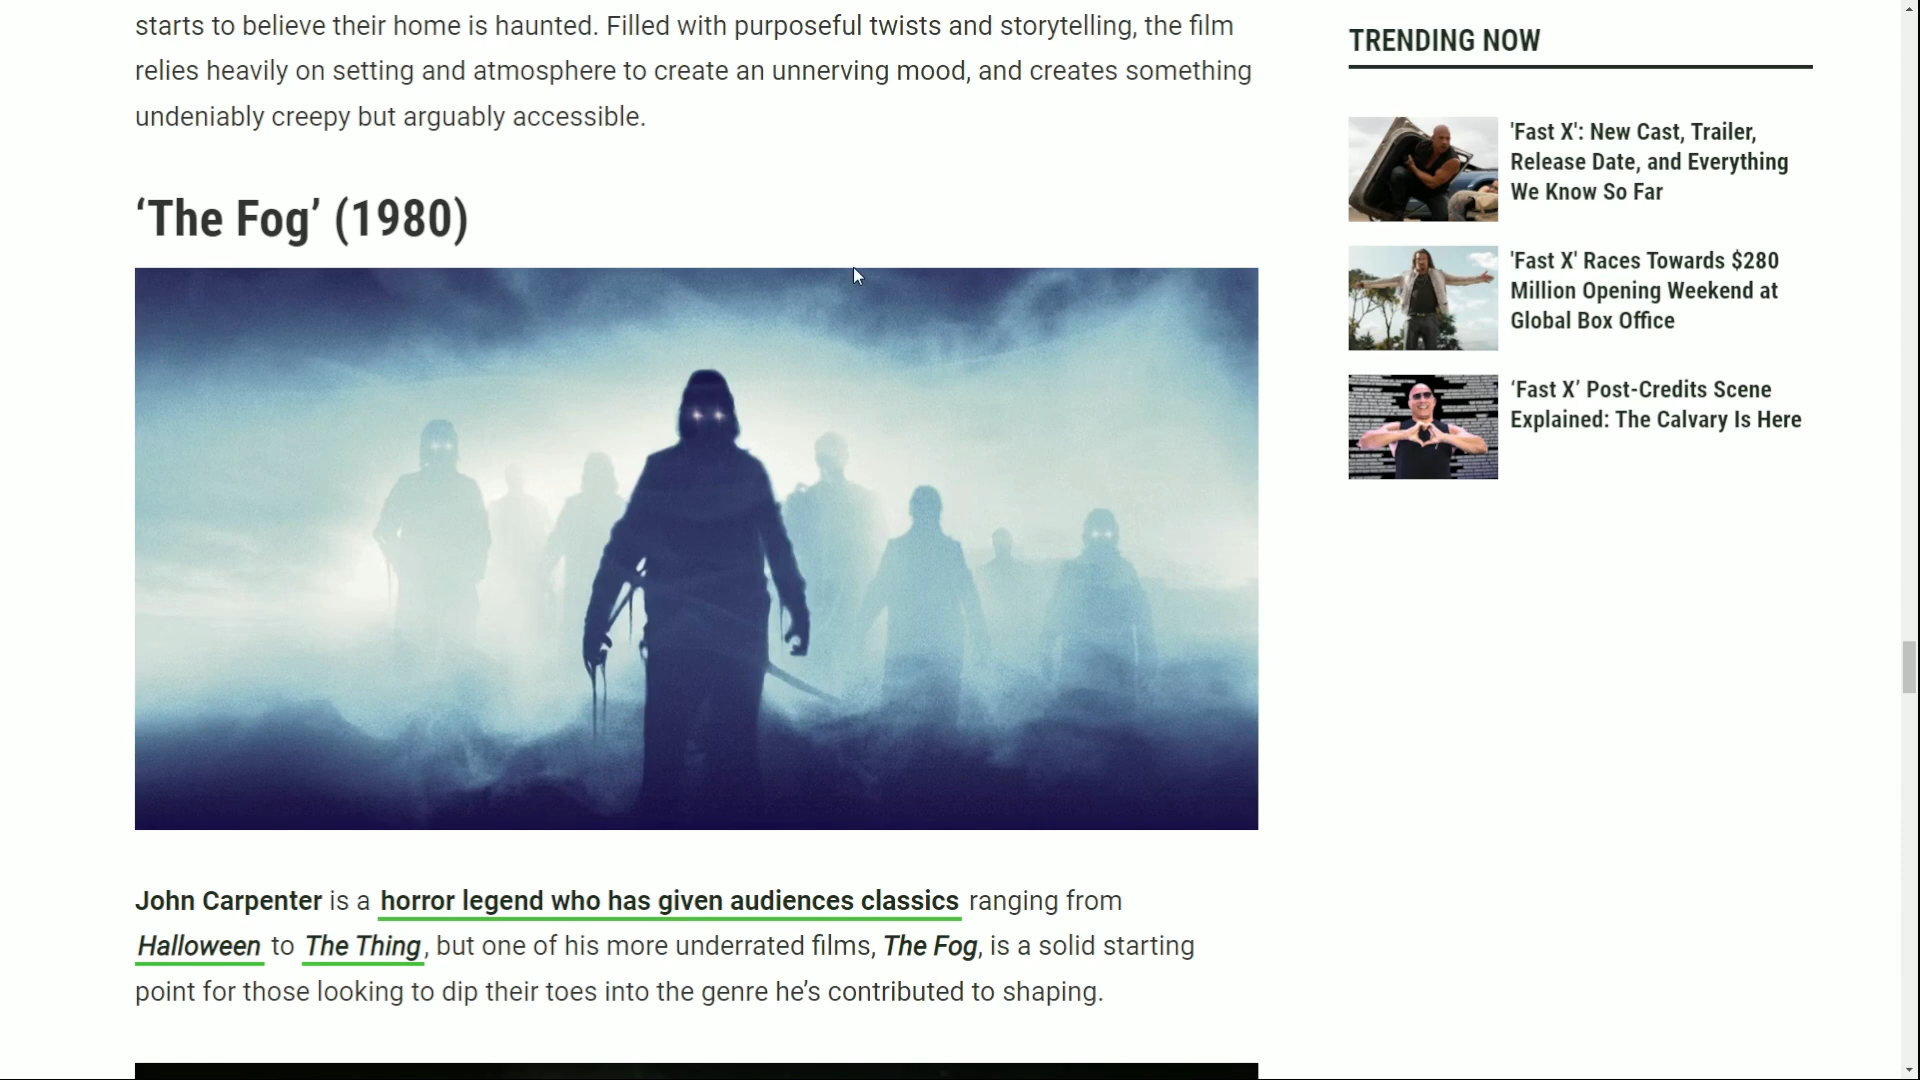 starts to believe their home is haunted. Filled with purposeful twists and storytelling, the film
relies heavily on setting and atmosphere to create an unnerving mood, and creates something
undeniably creepy but arguably accessible.
‘The Fog’ (1980)
John Carpenter is a horror legend who has given audiences classics ranging from
Halloween to The Thing, but one of his more underrated films, The Fog, is a solid starting
point for those looking to dip their toes into the genre he’s contributed to shaping.
TRENDING NOW
'Fast X': New Cast, Trailer,
Release Date, and Everything
We Know So Far
'Fast X' Races Towards $280
Million Opening Weekend at
Global Box Office
‘Fast X’ Post-Credits Scene
Explained: The Calvary Is Here